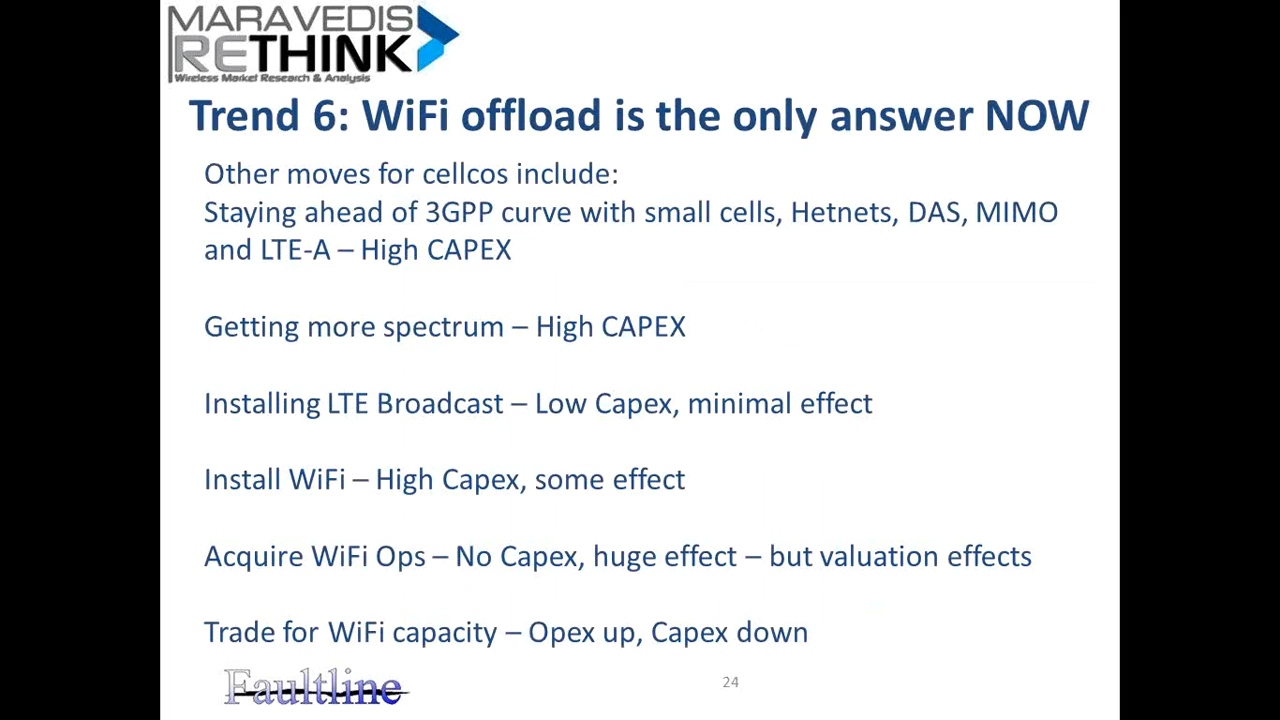 MARAVEDIS
RETHINK
Wireless Market Research & Analysis
Trend 6: WiFi offload is the only answer NOW
Other moves for cellcos include:
Staying ahead of 3GPP curve with small cells, Hetnets, DAS, MIMO
and LTE-A – High CAPEX
Getting more spectrum – High CAPEX
Installing LTE Broadcast – Low Capex, minimal effect
Install WiFi – High Capex, some effect
Acquire WiFi Ops – No Capex, huge effect – but valuation effects
Trade for WiFi capacity – Opex up, Capex down
Faultline
24